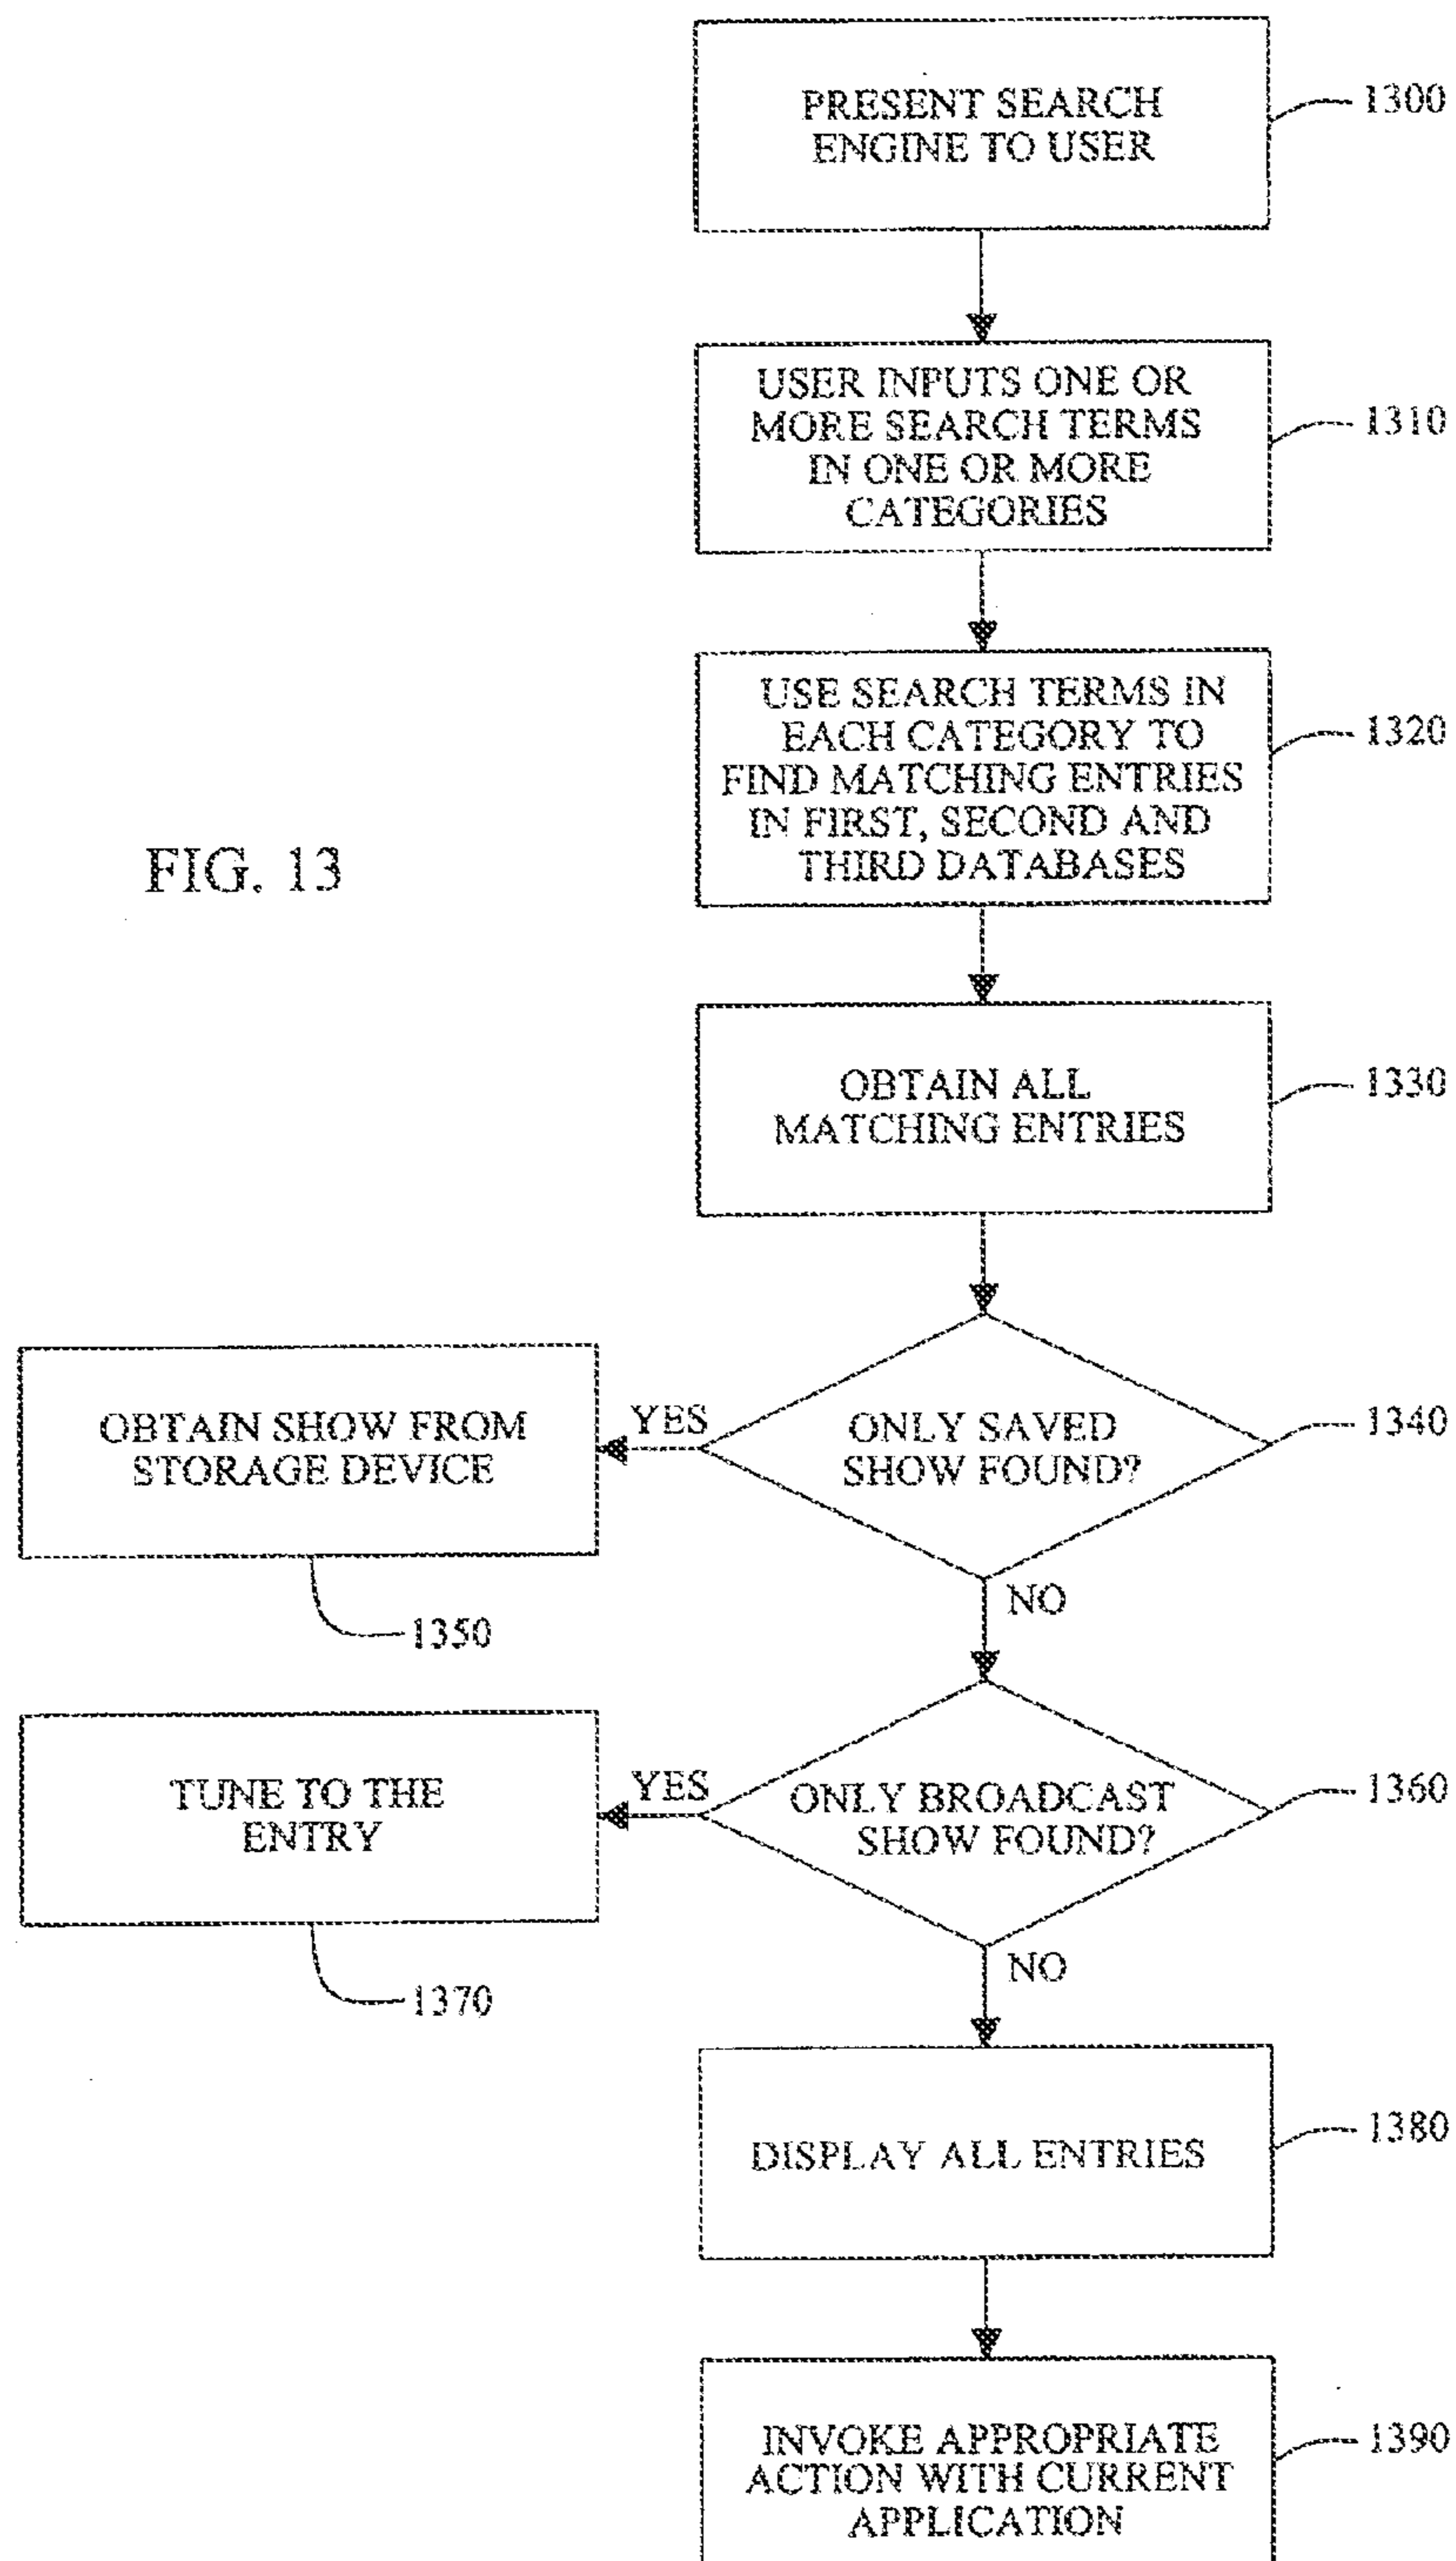 PRESENT SEARCH
ENGINE TO USER
1300
USER INPUTS ONE OR
MORE SEARCH TERMS
IN ONE OR MORE
CATEGORIES
1310
USE SEARCH TERMS IN
EACH CATEGORY TO
FIND MATCHING ENTRIES
IN FIRST, SECOND AND
THIRD DATABASES
1320
FIG. 13
OBTAIN ALL
MATCHING ENTRIES
1330
ONLY SAVED
SHOW FOUND?
1340
YES
OBTAIN SHOW FROM
STORAGE DEVICE
1350
NO
ONLY BROADCAST
SHOW FOUND?
1360
YES
TUNE TO THE
ENTRY
1370
NO
DISPLAY ALL ENTRIES
1380
INVOKE APPROPRIATE
ACTION WITH CURRENT
APPLICATION
1390